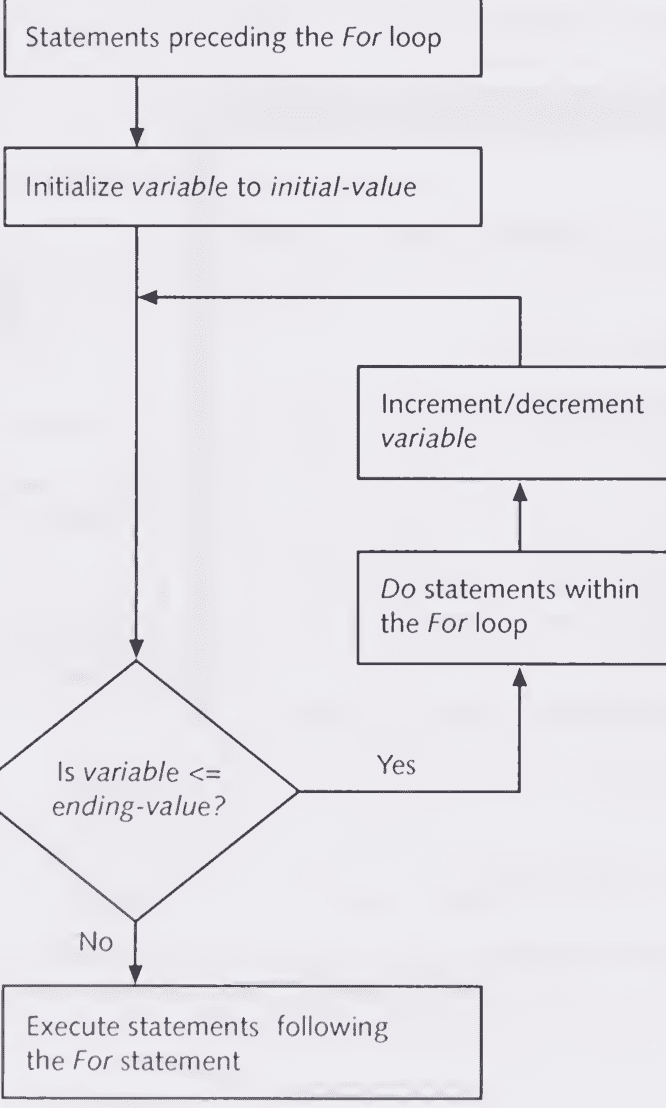 Statements preceding the For loop
Initialize variable to initial-value
Increment/decrement
variable
Do statements within
the For loop
Is variable <=
ending-value?
Yes
No
Execute statements following
the For statement